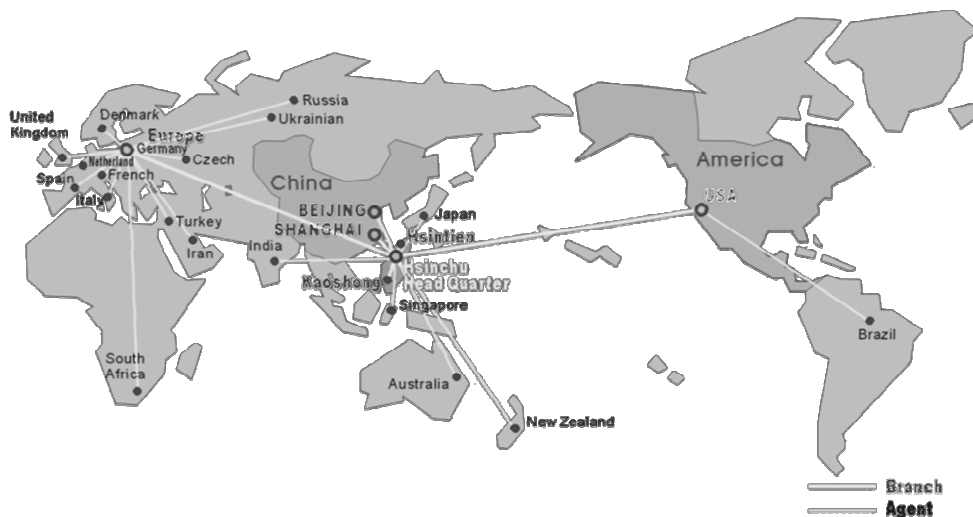 United
Kingdom
Denmark
Europe
Germany
Netherland
Spain
French
Italy
Czech
Russia
Ukrainian
Turkey
Iran
China
BEIJING
SHANGHAI
Japan
Hsintien
India
Hsinchu
Head Quarter
Kaoshong
Singapore
South
Africa
Australia
New Zealand
America
USA
Brazil
Branch
Agent